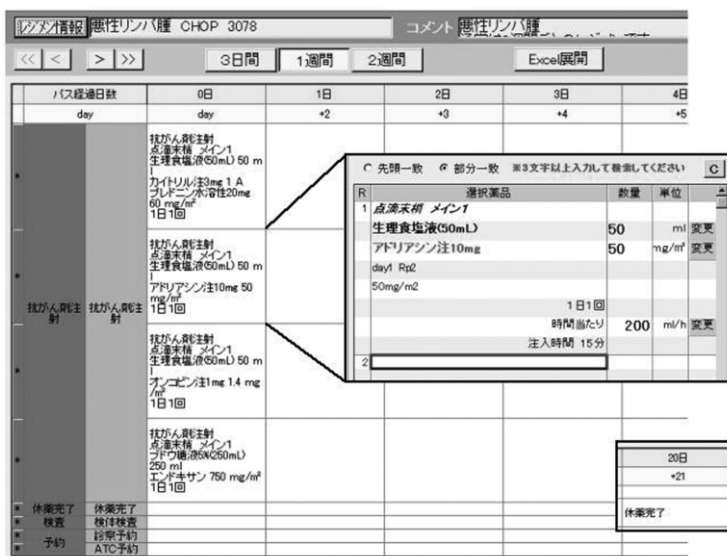 レジメン情報 悪性リンパ腫 CHOP 3078 コメント 悪性リンパ腫
<< < > >> 3日間 1週間 2週間 Excel展開
パス経過日数 0日 1日 2日 3日 4日
day day +2 +3 +4 +5
抗がん剤注射
点滴末梢 メイン1
生理食塩液(50mL) 50 m
l
カイトリル注3mg 1 A
プレドニン水溶性20mg
60 mg/m²
1日1回
抗がん剤注射
点滴末梢 メイン1
生理食塩液(50mL) 50 m
l
アドリアシン注10mg 50
mg/m²
1日1回
抗がん剤注
射
抗がん剤注
射
抗がん剤注射
点滴末梢 メイン1
生理食塩液(50mL) 50 m
l
オンコビン注1mg 1.4 mg
/m²
1日1回
抗がん剤注射
点滴末梢 メイン1
ブドウ糖液5%(250mL)
250 ml
エンドキサン 750 mg/m²
1日1回
休薬完了 休薬完了
検査 検体検査
予約 診察予約
ATC予約
先頭一致 部分一致 ※3文字以上入力して検索してください C
R 選択薬品 数量 単位
1 点滴末梢 メイン1
生理食塩液(50mL) 50 ml 変更
アドリアシン注10mg 50 mg/m² 変更
day1 Rp2
50mg/m2
1日1回
時間当たり 200 ml/h 変更
注入時間 15分
2
20日
+21
休薬完了